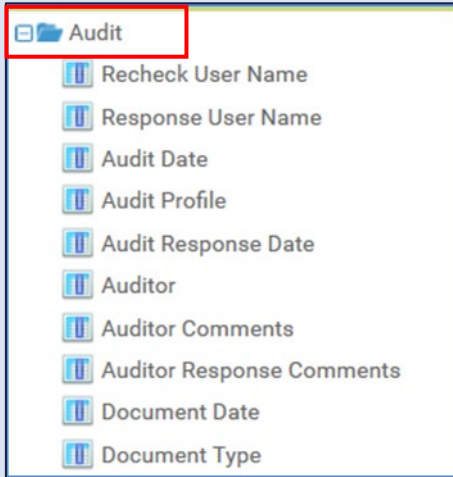 Audit
Recheck User Name
Response User Name
Audit Date
Audit Profile
Audit Response Date
Auditor
Auditor Comments
Auditor Response Comments
Document Date
Document Type